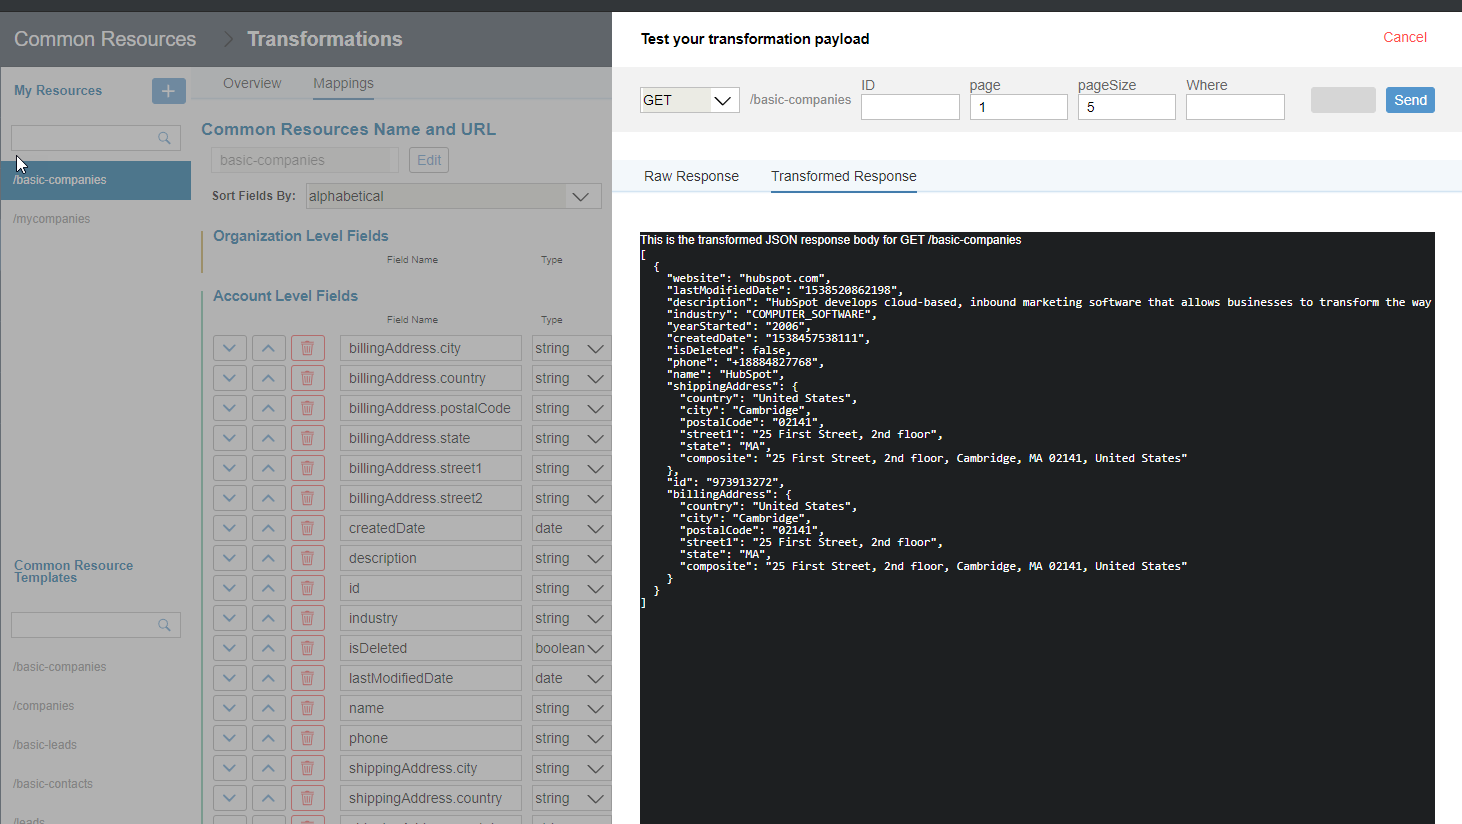 Common Resources > Transformations
My Resources
+
/basic-companies
/mycompanies
Common Resource
Templates
/basic-companies
/companies
/basic-leads
/basic-contacts
/leads
Overview
Mappings
Common Resources Name and URL
basic-companies
Edit
Sort Fields By:
alphabetical
Organization Level Fields
Field Name Type
Account Level Fields
Field Name Type
billingAddress.city string
billingAddress.country string
billingAddress.postalCode string
billingAddress.state string
billingAddress.street1 string
billingAddress.street2 string
createdDate date
description string
id string
industry string
isDeleted boolean
lastModifiedDate date
name string
phone string
shippingAddress.city string
shippingAddress.country string
Test your transformation payload
Cancel
ID page pageSize Where
GET /basic-companies 1 5 Send
Raw Response Transformed Response
This is the transformed JSON response body for GET /basic-companies
[
{
"website": "hubspot.com",
"lastModifiedDate": "1538520862198",
"description": "HubSpot develops cloud-based, inbound marketing software that allows businesses to transform the way
"industry": "COMPUTER_SOFTWARE",
"yearStarted": "2006",
"createdDate": "1538457538111",
"isDeleted": false,
"phone": "+18884827768",
"name": "HubSpot",
"shippingAddress": {
"country": "United States",
"city": "Cambridge",
"postalCode": "02141",
"street1": "25 First Street, 2nd floor",
"state": "MA",
"composite": "25 First Street, 2nd floor, Cambridge, MA 02141, United States"
},
"id": "973913272",
"billingAddress": {
"country": "United States",
"city": "Cambridge",
"postalCode": "02141",
"street1": "25 First Street, 2nd floor",
"state": "MA",
"composite": "25 First Street, 2nd floor, Cambridge, MA 02141, United States"
}
}
]